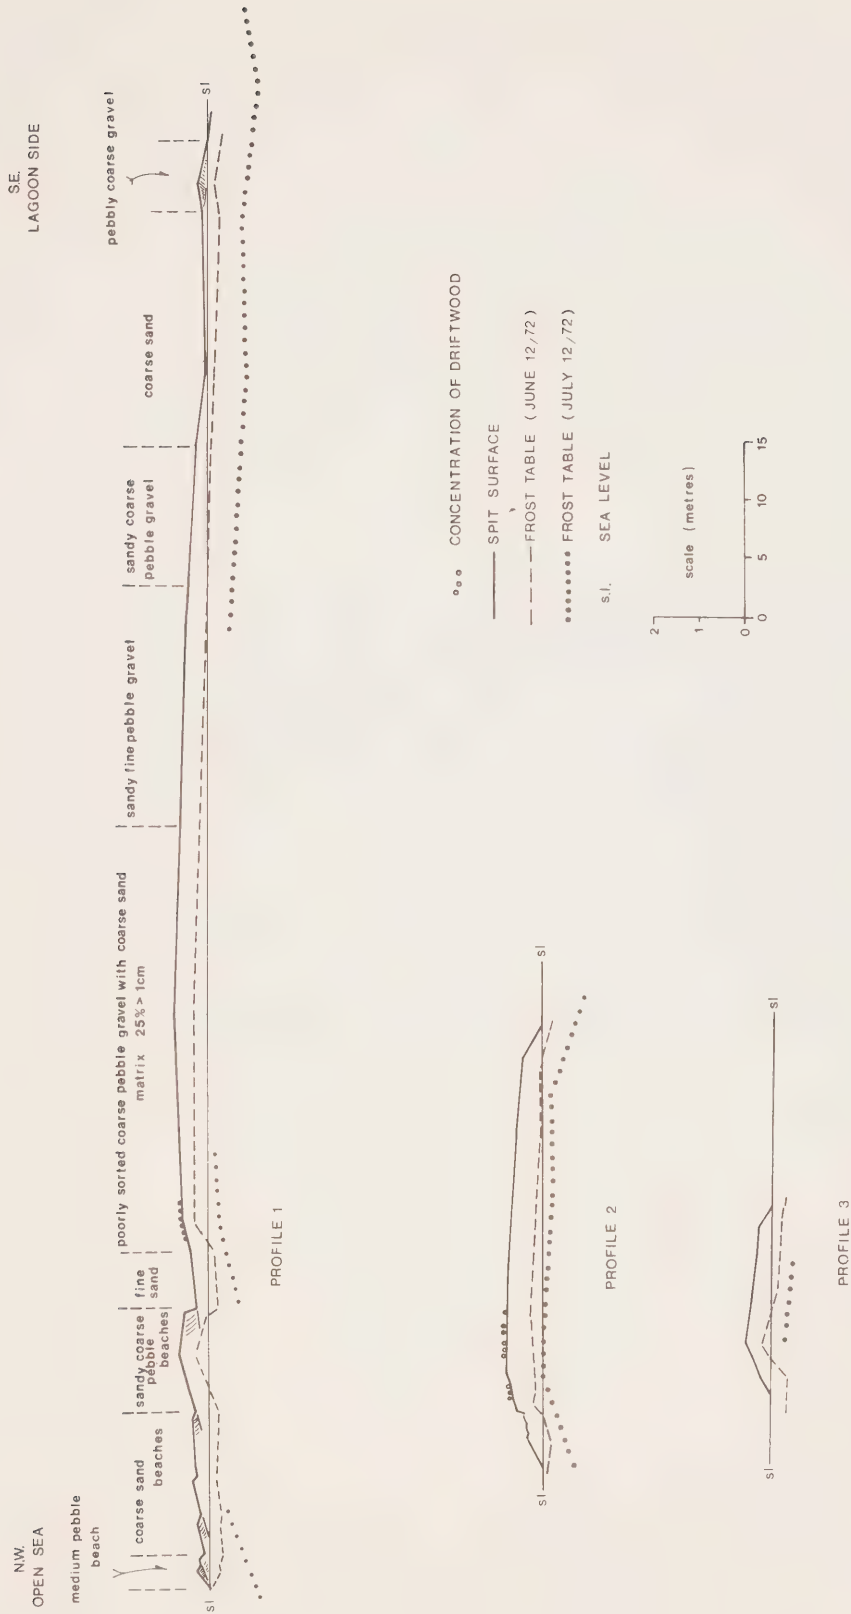 N.W.
OPEN SEA
S.E.
LAGOON SIDE
medium pebble
beach
coarse sand
beaches
sandy coarse
pebble
beaches
fine
sand
poorly sorted coarse pebble gravel with coarse sand
matrix 25% > 1cm
sandy fine pebble gravel
sandy coarse
pebble gravel
coarse sand
pebbly coarse gravel
sl
sl
PROFILE 1
sl
sl
PROFILE 2
sl
sl
PROFILE 3
CONCENTRATION OF DRIFTWOOD
SPIT SURFACE
FROST TABLE (JUNE 12/72)
FROST TABLE (JULY 12/72)
s.l. SEA LEVEL
scale (metres)
2
1
0
0 5 10 15